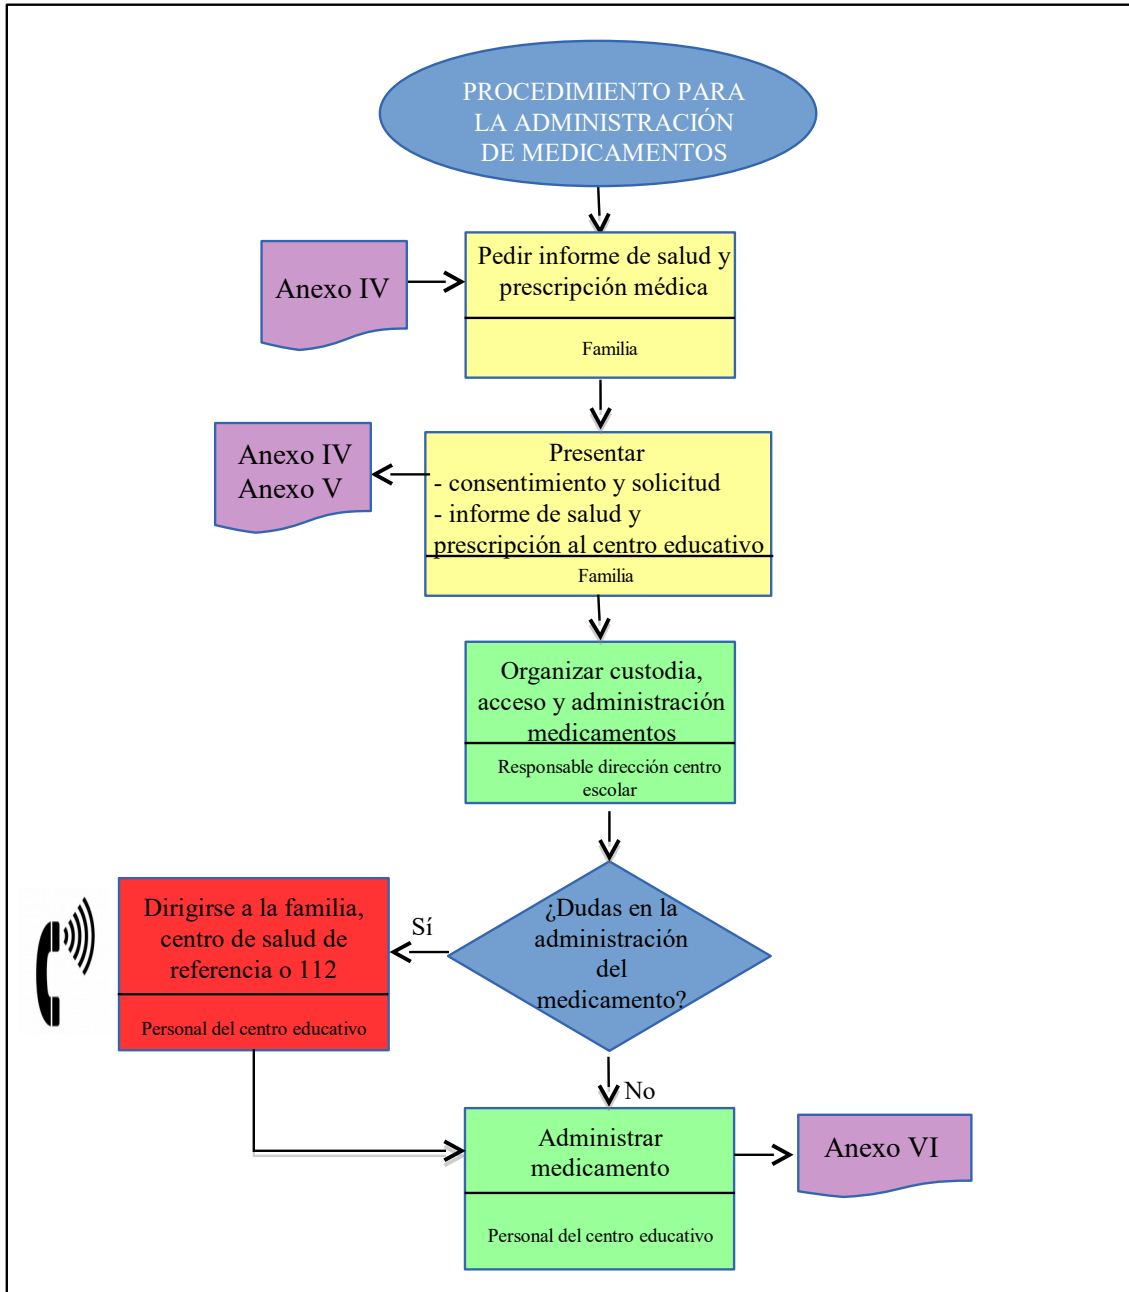 PROCEDIMIENTO PARA
LA ADMINISTRACIÓN
DE MEDICAMENTOS
Anexo IV
Pedir informe de salud y
prescripción médica
Familia
Anexo IV
Anexo V
Presentar
- consentimiento y solicitud
- informe de salud y
prescripción al centro educativo
Familia
Organizar custodia,
acceso y administración
medicamentos
Responsable dirección centro
escolar
¿Dudas en la
administración
del
medicamento?
Sí
Dirigirse a la familia,
centro de salud de
referencia o 112
Personal del centro educativo
No
Administrar
medicamento
Personal del centro educativo
Anexo VI